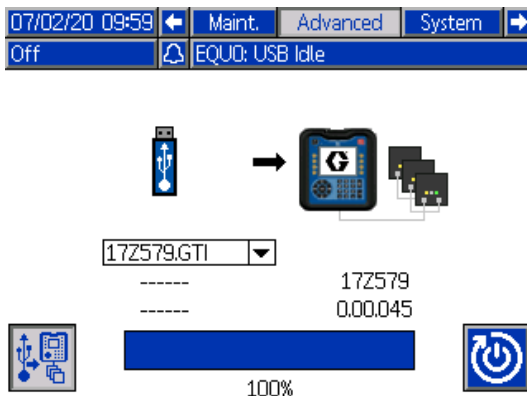 07/02/20 09:59 Maint. Advanced System
Off EQU0: USB Idle
G
17Z579.GTI
------ 17Z579
------ 0.00.045
100%